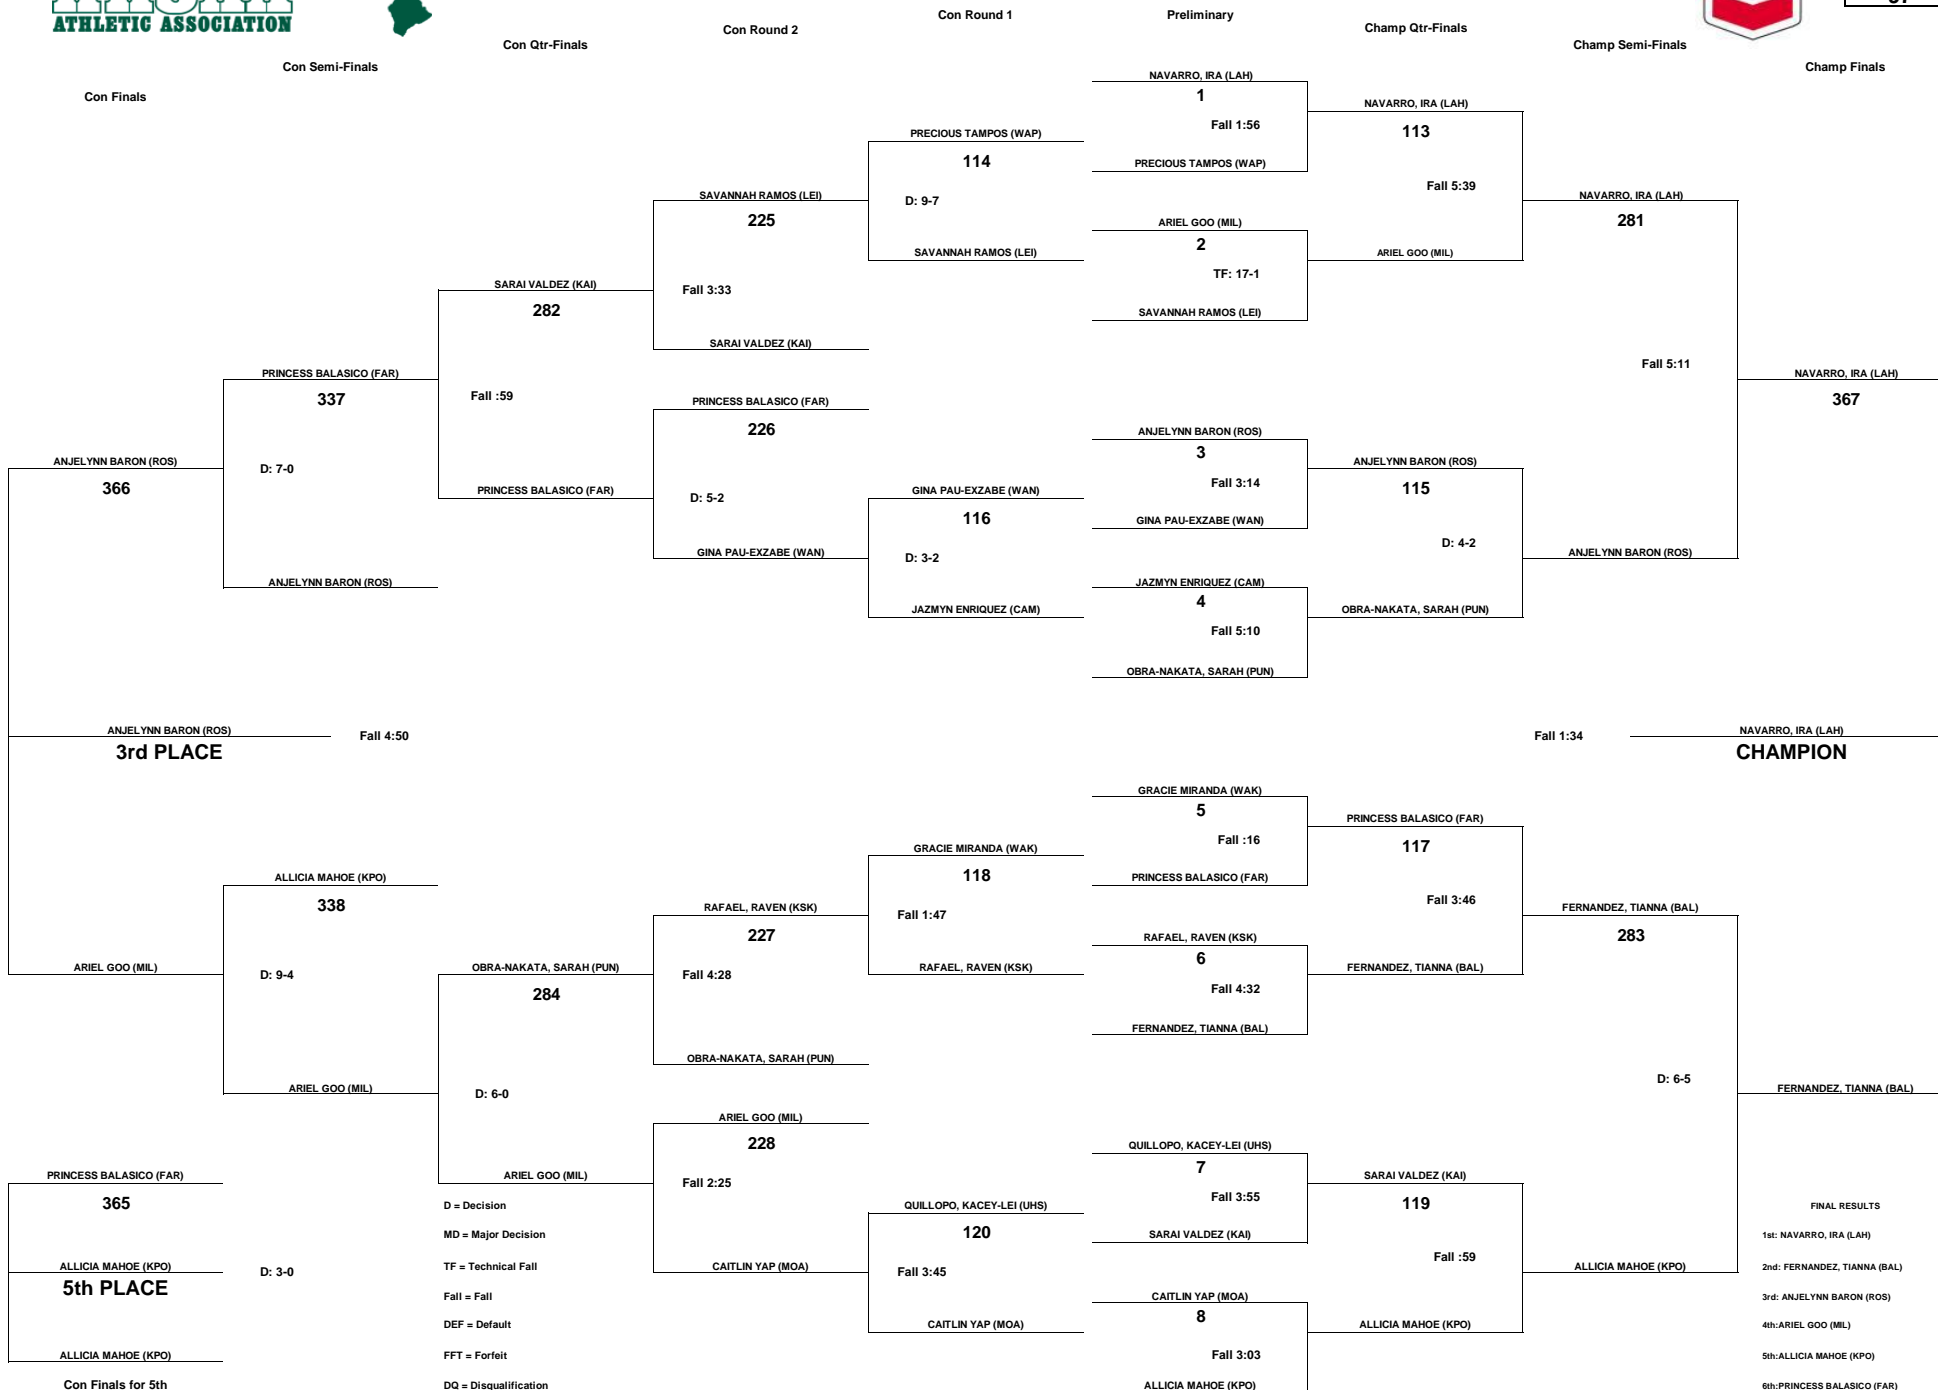 ATHLETIC ASSOCIATION
Con Finals
Con Semi-Finals
Con Qtr-Finals
Con Round 2
Con Round 1
Preliminary
Champ Qtr-Finals
Champ Semi-Finals
Champ Finals
NAVARRO, IRA (LAH)
1
Fall 1:56
PRECIOUS TAMPOS (WAP)
ARIEL GOO (MIL)
2
TF: 17-1
SAVANNAH RAMOS (LEI)
ANJELYNN BARON (ROS)
3
Fall 3:14
GINA PAU-EXZABE (WAN)
JAZMYN ENRIQUEZ (CAM)
4
Fall 5:10
OBRA-NAKATA, SARAH (PUN)
GRACIE MIRANDA (WAK)
5
Fall :16
PRINCESS BALASICO (FAR)
RAFAEL, RAVEN (KSK)
6
Fall 4:32
FERNANDEZ, TIANNA (BAL)
QUILLOPO, KACEY-LEI (UHS)
7
Fall 3:55
SARAI VALDEZ (KAI)
CAITLIN YAP (MOA)
8
Fall 3:03
ALLICIA MAHOE (KPO)
NAVARRO, IRA (LAH)
113
Fall 5:39
ARIEL GOO (MIL)
ANJELYNN BARON (ROS)
115
D: 4-2
OBRA-NAKATA, SARAH (PUN)
PRINCESS BALASICO (FAR)
117
Fall 3:46
FERNANDEZ, TIANNA (BAL)
SARAI VALDEZ (KAI)
119
Fall :59
ALLICIA MAHOE (KPO)
NAVARRO, IRA (LAH)
281
Fall 5:11
ANJELYNN BARON (ROS)
FERNANDEZ, TIANNA (BAL)
283
D: 6-5
ALLICIA MAHOE (KPO)
NAVARRO, IRA (LAH)
367
Fall 1:34
NAVARRO, IRA (LAH)
CHAMPION
FERNANDEZ, TIANNA (BAL)
PRECIOUS TAMPOS (WAP)
114
D: 9-7
SAVANNAH RAMOS (LEI)
GINA PAU-EXZABE (WAN)
116
D: 3-2
JAZMYN ENRIQUEZ (CAM)
GRACIE MIRANDA (WAK)
118
Fall 1:47
RAFAEL, RAVEN (KSK)
QUILLOPO, KACEY-LEI (UHS)
120
Fall 3:45
CAITLIN YAP (MOA)
SAVANNAH RAMOS (LEI)
225
Fall 3:33
SARAI VALDEZ (KAI)
PRINCESS BALASICO (FAR)
226
D: 5-2
GINA PAU-EXZABE (WAN)
RAFAEL, RAVEN (KSK)
227
Fall 4:28
OBRA-NAKATA, SARAH (PUN)
ARIEL GOO (MIL)
228
Fall 2:25
CAITLIN YAP (MOA)
SARAI VALDEZ (KAI)
282
Fall :59
PRINCESS BALASICO (FAR)
OBRA-NAKATA, SARAH (PUN)
284
D: 6-0
ARIEL GOO (MIL)
PRINCESS BALASICO (FAR)
337
D: 7-0
ANJELYNN BARON (ROS)
ALLICIA MAHOE (KPO)
338
D: 9-4
ARIEL GOO (MIL)
ANJELYNN BARON (ROS)
366
ANJELYNN BARON (ROS)
3rd PLACE
Fall 4:50
ARIEL GOO (MIL)
PRINCESS BALASICO (FAR)
365
ALLICIA MAHOE (KPO)
5th PLACE
D: 3-0
ALLICIA MAHOE (KPO)
Con Finals for 5th
D = Decision
MD = Major Decision
TF = Technical Fall
Fall = Fall
DEF = Default
FFT = Forfeit
DQ = Disqualification
FINAL RESULTS
1st: NAVARRO, IRA (LAH)
2nd: FERNANDEZ, TIANNA (BAL)
3rd: ANJELYNN BARON (ROS)
4th:ARIEL GOO (MIL)
5th:ALLICIA MAHOE (KPO)
6th:PRINCESS BALASICO (FAR)